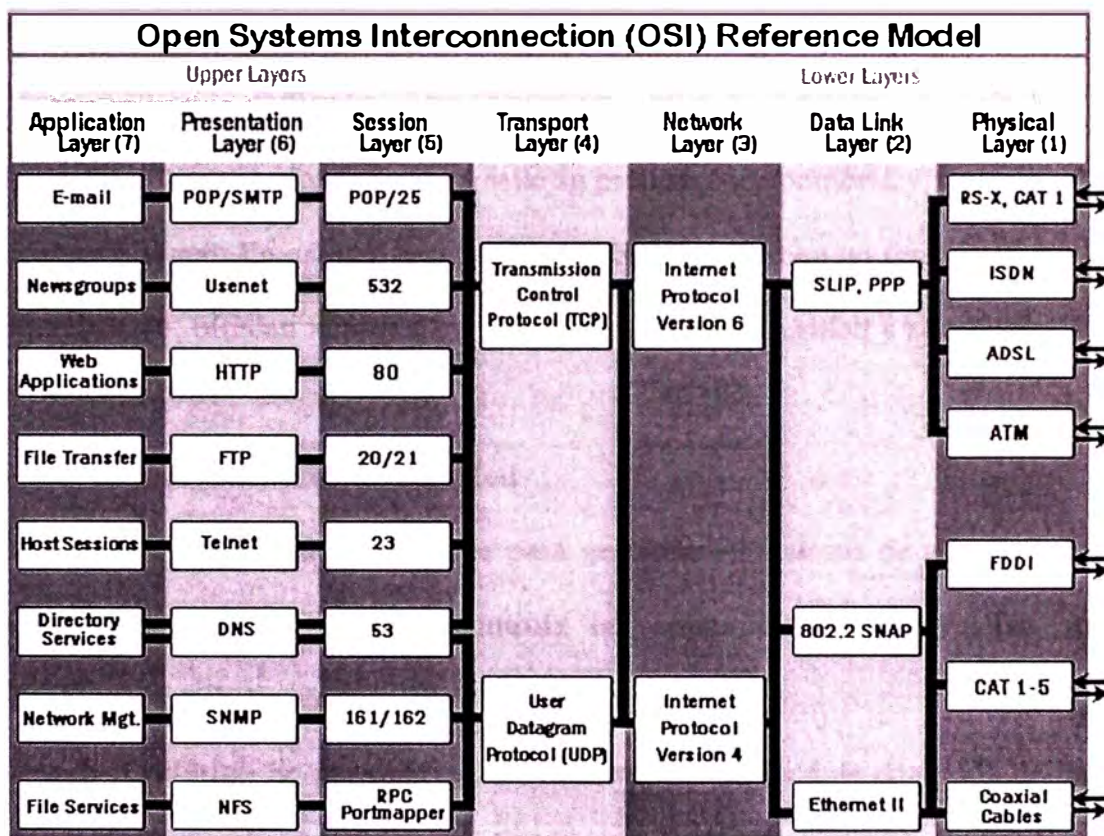 Open Systems Interconnection (OSI) Reference Model
Upper Layers
Lower Layers
Application
Layer (7)
Presentation
Layer (6)
Session
Layer (5)
Transport
Layer (4)
Network
Layer (3)
Data Link
Layer (2)
Physical
Layer (1)
E-mail
POP/SMTP
POP/25
RS-X, CAT 1
Newsgroups
Usenet
532
Transmission
Control
Protocol (TCP)
Internet
Protocol
Version 6
SLIP, PPP
ISDN
Web
Applications
HTTP
80
ADSL
File Transfer
FTP
20/21
ATM
Host Sessions
Telnet
23
FDDI
Directory
Services
DNS
53
802.2 SNAP
Network Mgt.
SNMP
161/162
User
Datagram
Protocol (UDP)
Internet
Protocol
Version 4
CAT 1-5
File Services
NFS
RPC
Portmapper
Ethernet II
Coaxial
Cables